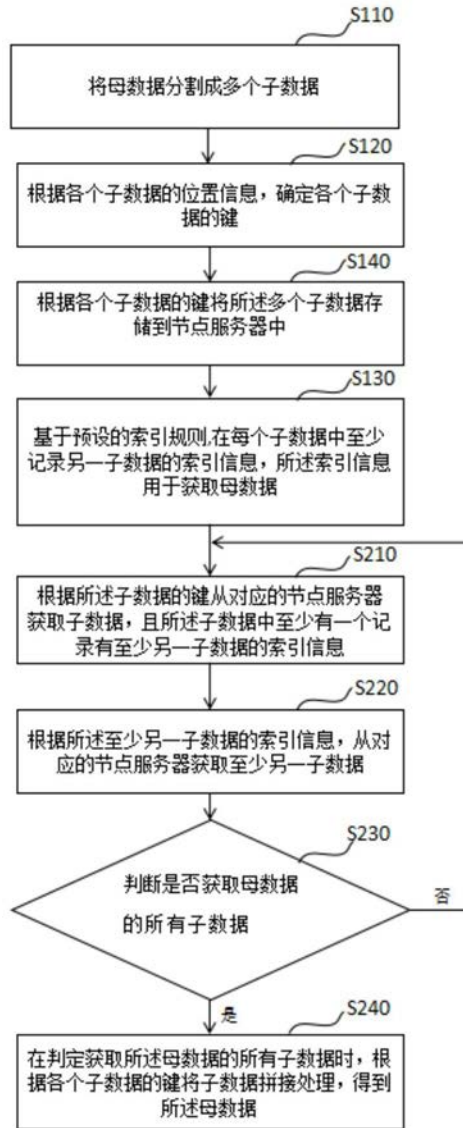 S110
将母数据分割成多个子数据
S120
根据各个子数据的位置信息，确定各个子数
据的键
S140
根据各个子数据的键将所述多个子数据存
储到节点服务器中
S130
基于预设的索引规则,在每个子数据中至少
记录另一子数据的索引信息，所述索引信息
用于获取母数据
S210
根据所述子数据的键从对应的节点服务器
获取子数据，且所述子数据中至少有一个记
录有至少另一子数据的索引信息
S220
根据所述至少另一子数据的索引信息，从对
应的节点服务器获取至少另一子数据
S230
判断是否获取母数据
的所有子数据
否
是
S240
在判定获取所述母数据的所有子数据时，根
据各个子数据的键将子数据拼接处理，得到
所述母数据